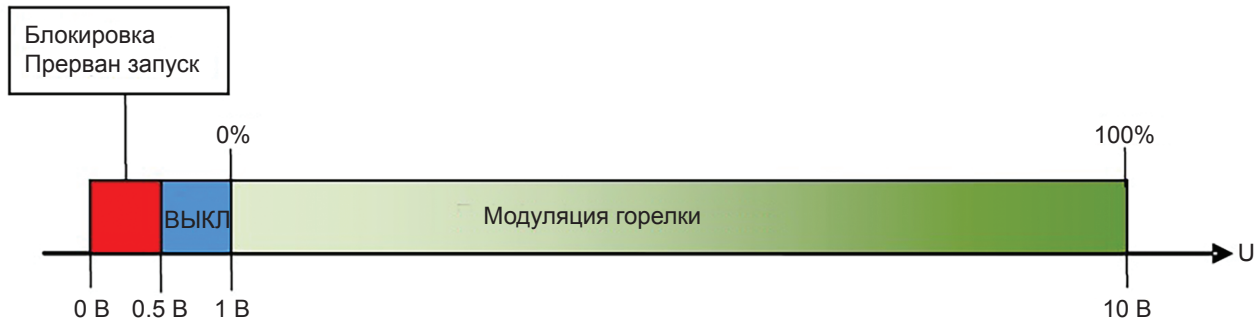 Блокировка
Прерван запуск
0%
100%
ВЫКЛ
Модуляция горелки
U
0 В
0.5 В
1 В
10 В